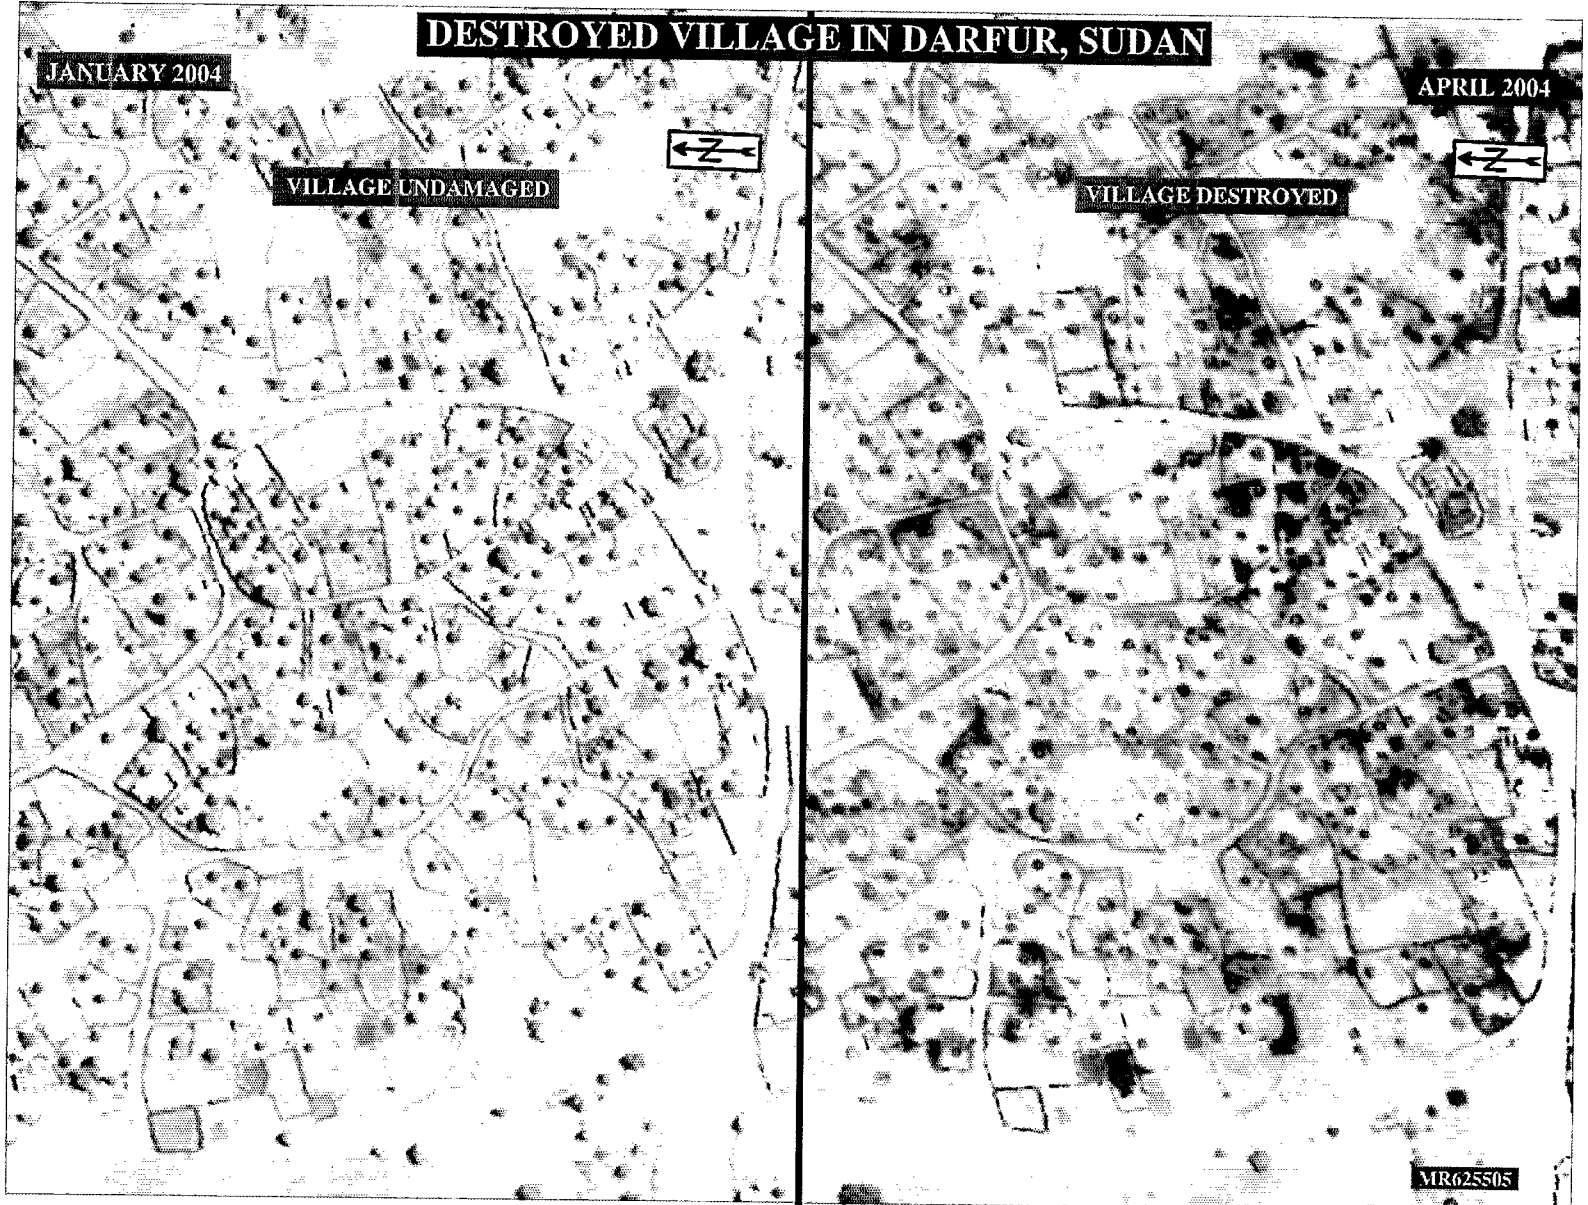 DESTROYED VILLAGE IN DARFUR, SUDAN
JANUARY 2004
APRIL 2004
Z
Z
VILLAGE UNDAMAGED
VILLAGE DESTROYED
MR625505